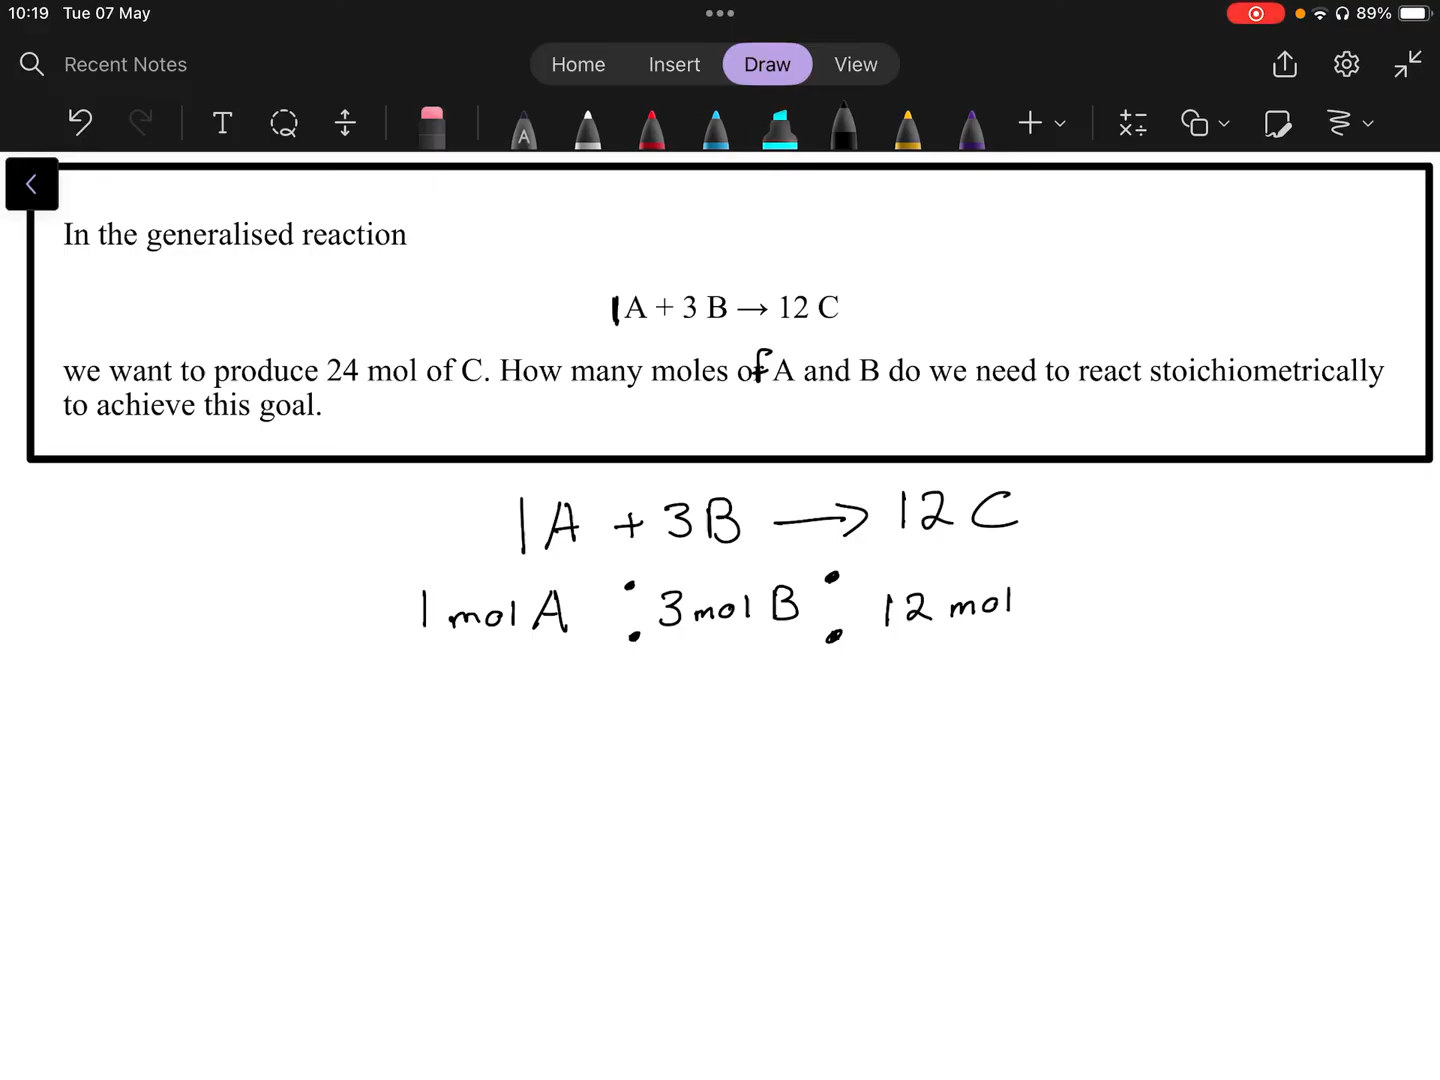 10:19 Tue 07 May
89%
Recent Notes
Home Insert Draw View
T
A
In the generalised reaction
1A + 3 B → 12 C
we want to produce 24 mol of C. How many moles of A and B do we need to react stoichiometrically
to achieve this goal.
1A + 3B → 12 C
1 mol A : 3 mol B : 12 mol